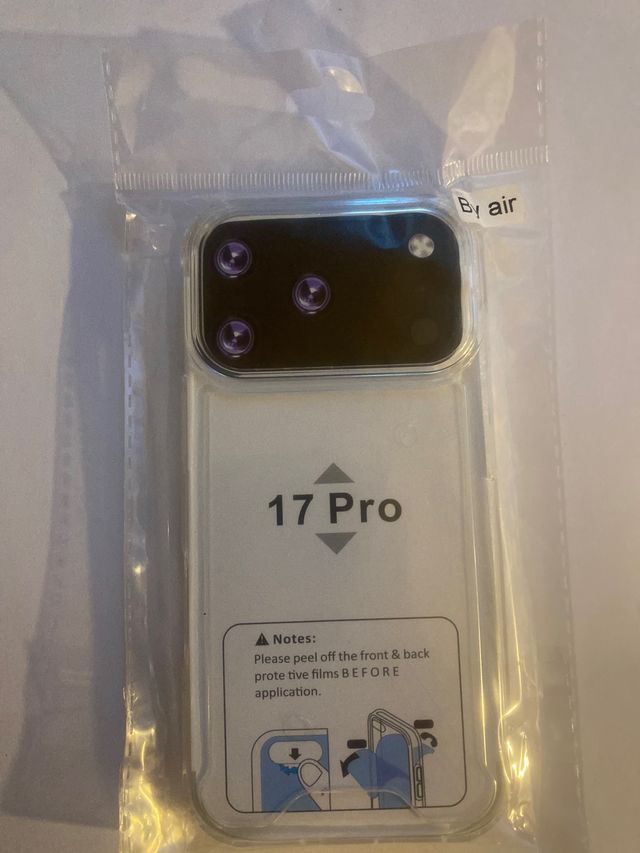 By air
17 Pro
Notes:
Please peel off the front & back
prote tive films BEFORE
application.